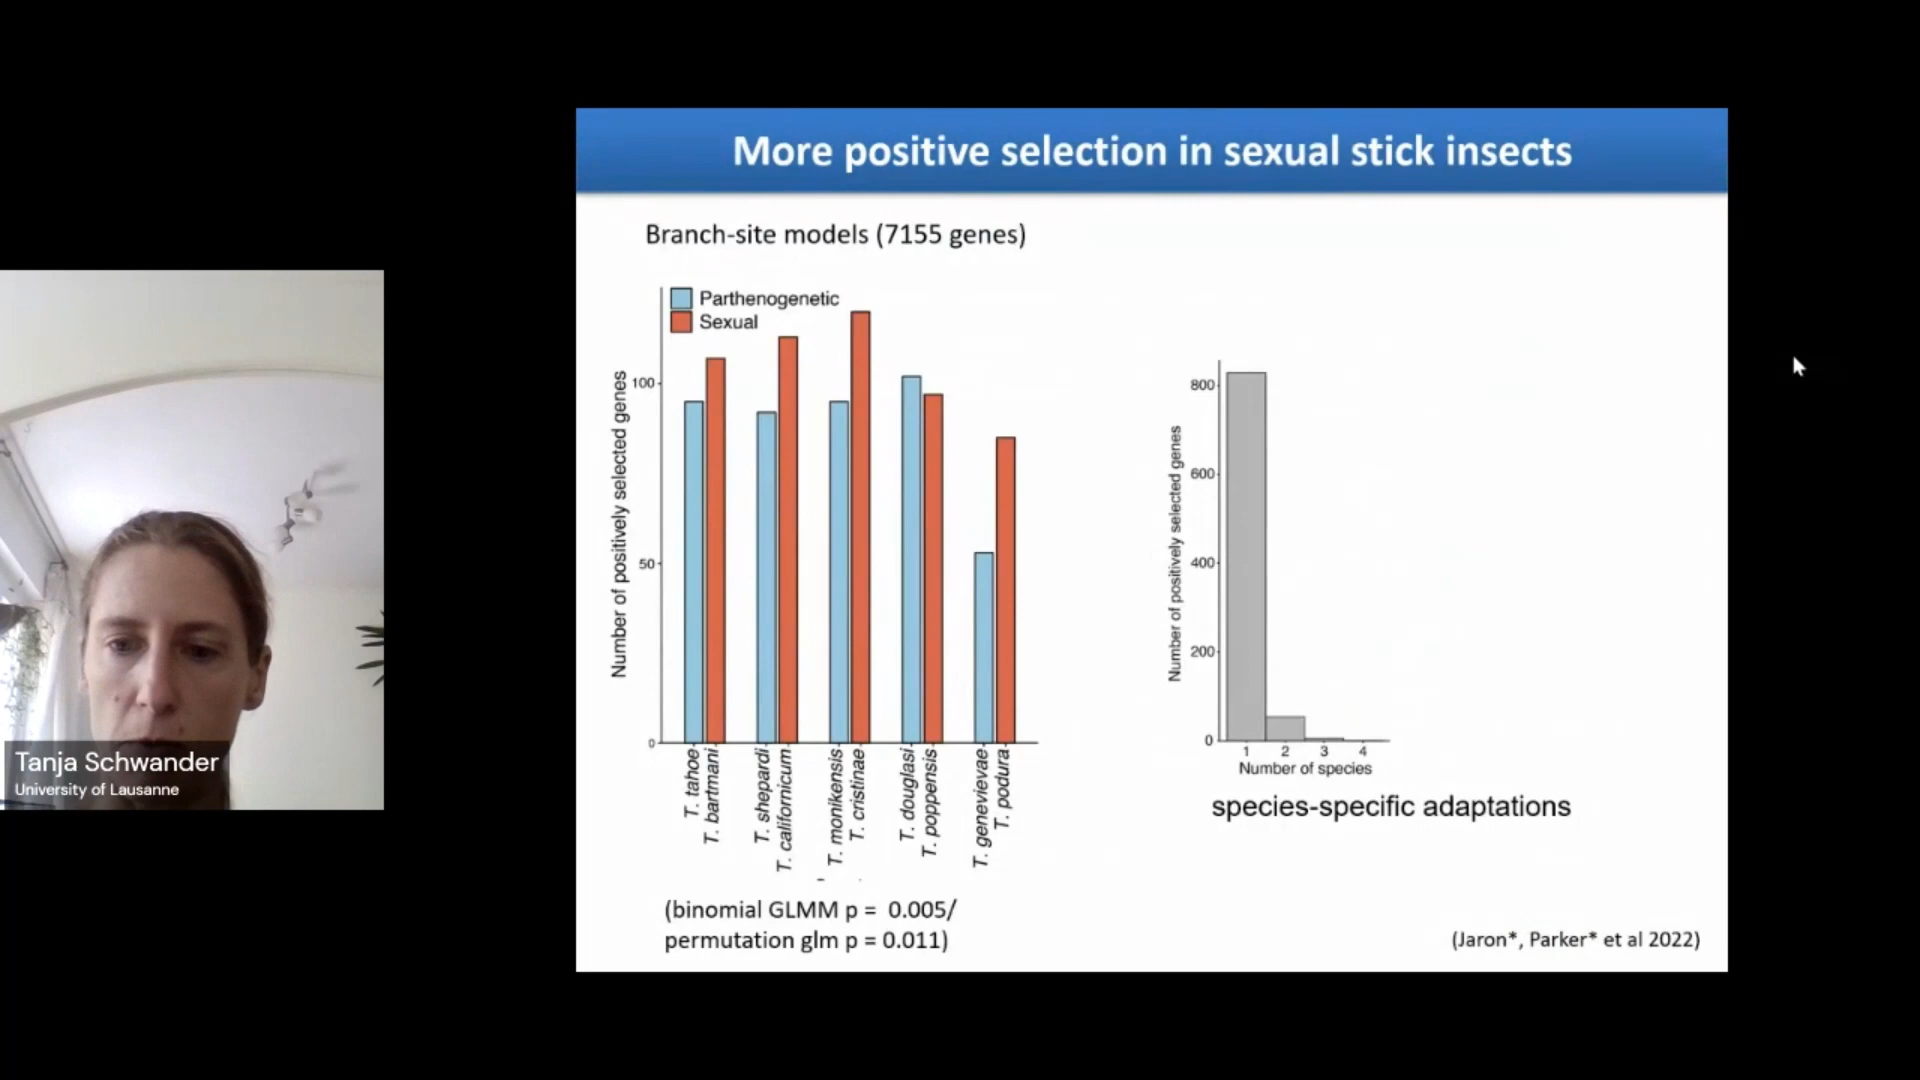 More positive selection in sexual stick insects
Branch-site models (7155 genes)
Parthenogenetic
Sexual
Number of positively selected genes
100
50
0
T. tahoe
T. bartmani
T. shepardi
T. californicum
T. monikensis
T. cristinae
T. douglasi
T. poppensis
T. genevievae
T. podura
(binomial GLMM p = 0.005/
permutation glm p = 0.011)
Number of positively selected genes
800
600
400
200
0
1 2 3 4
Number of species
species-specific adaptations
(Jaron*, Parker* et al 2022)
Tanja Schwander
University of Lausanne